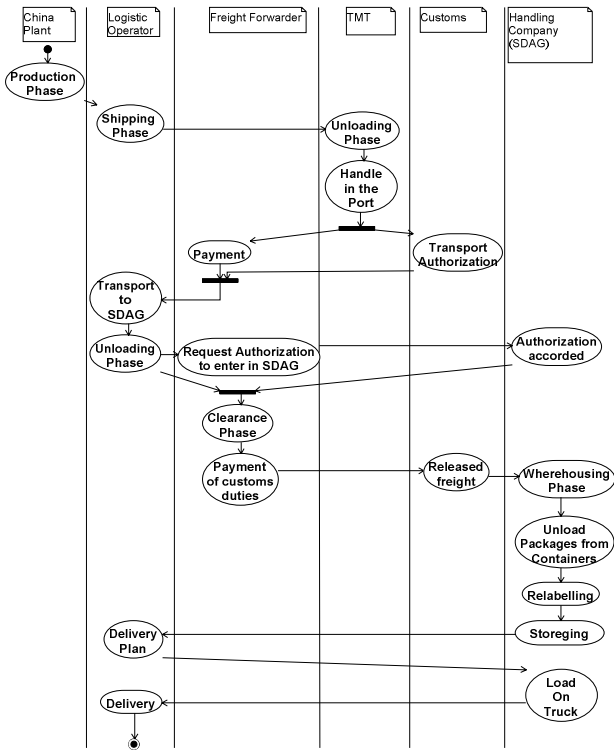 China
Plant
Logistic
Operator
Freight Forwarder
TMT
Customs
Handling
Company
(SDAG)
Production
Phase
Shipping
Phase
Unloading
Phase
Handle
in the
Port
Payment
Transport
Authorization
Transport
to
SDAG
Unloading
Phase
Request Authorization
to enter in SDAG
Authorization
accorded
Clearance
Phase
Payment
of customs
duties
Released
freight
Wherehousing
Phase
Unload
Packages from
Containers
Relabelling
Storeging
Delivery
Plan
Load
On
Truck
Delivery